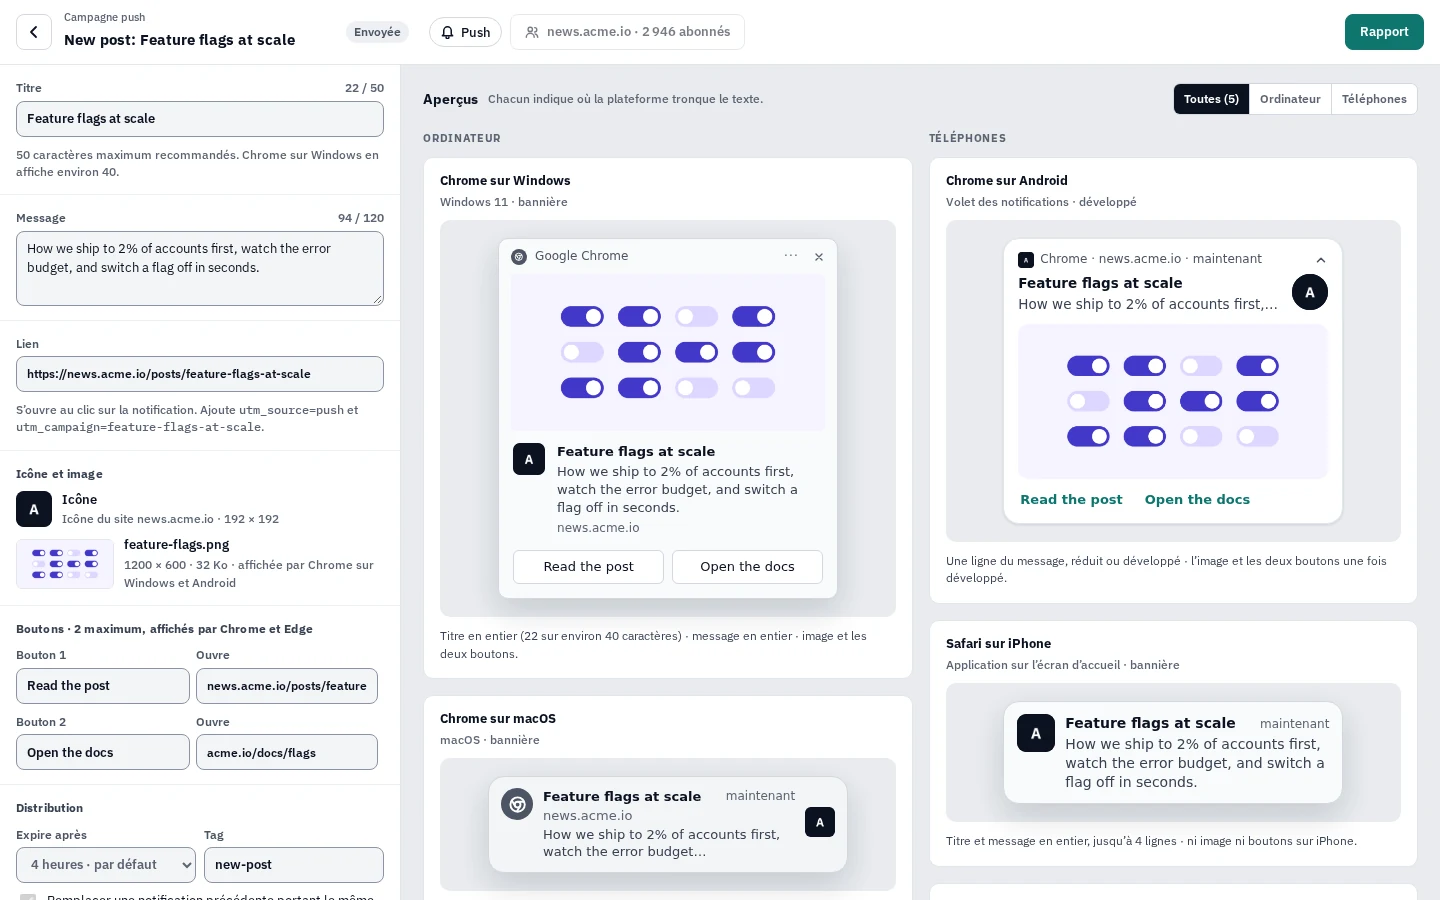 Campagne push
New post: Feature flags at scale
Envoyée
Push
news.acme.io · 2 946 abonnés
Rapport
Titre
22 / 50
Feature flags at scale
50 caractères maximum recommandés. Chrome sur Windows en
affiche environ 40.
Message
94 / 120
How we ship to 2% of accounts first, watch the error
budget, and switch a flag off in seconds.
Lien
https://news.acme.io/posts/feature-flags-at-scale
S’ouvre au clic sur la notification. Ajoute utm_source=push et
utm_campaign=feature-flags-at-scale.
Icône et image
A
Icône
Icône du site news.acme.io · 192 × 192
feature-flags.png
1200 × 600 · 32 Ko · affichée par Chrome sur
Windows et Android
Boutons · 2 maximum, affichés par Chrome et Edge
Bouton 1
Ouvre
Read the post
news.acme.io/posts/feature
Bouton 2
Ouvre
Open the docs
acme.io/docs/flags
Distribution
Expire après
Tag
4 heures · par défaut
new-post
Remplacer une notification précédente portant le même
Aperçus
Chacun indique où la plateforme tronque le texte.
Toutes (5)
Ordinateur
Téléphones
ORDINATEUR
Chrome sur Windows
Windows 11 · bannière
Google Chrome
A
Feature flags at scale
How we ship to 2% of accounts first,
watch the error budget, and switch a
flag off in seconds.
news.acme.io
Read the post
Open the docs
Titre en entier (22 sur environ 40 caractères) · message en entier · image et les
deux boutons.
Chrome sur macOS
macOS · bannière
Feature flags at scale
maintenant
news.acme.io
How we ship to 2% of accounts first,
watch the error budget…
A
TÉLÉPHONES
Chrome sur Android
Volet des notifications · développé
A
Chrome · news.acme.io · maintenant
Feature flags at scale
How we ship to 2% of accounts first,…
A
Read the post
Open the docs
Une ligne du message, réduit ou développé · l’image et les deux boutons une fois
développé.
Safari sur iPhone
Application sur l’écran d’accueil · bannière
A
Feature flags at scale
maintenant
How we ship to 2% of accounts first,
watch the error budget, and switch a
flag off in seconds.
Titre et message en entier, jusqu’à 4 lignes · ni image ni boutons sur iPhone.